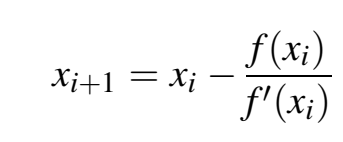 x_{i+1} = x_i − \frac{f(x_i)}{f′(x_i)}